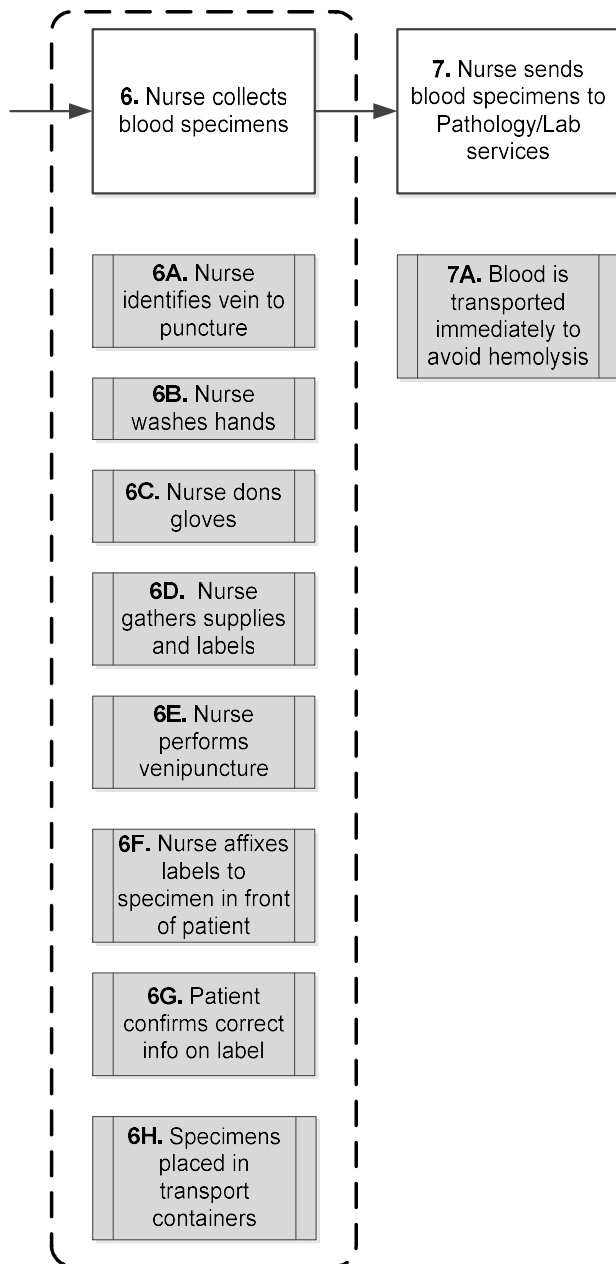 6. Nurse collects
blood specimens
7. Nurse sends
blood specimens to
Pathology/Lab
services
6A. Nurse
identifies vein to
puncture
7A. Blood is
transported
immediately to
avoid hemolysis
6B. Nurse
washes hands
6C. Nurse dons
gloves
6D. Nurse
gathers supplies
and labels
6E. Nurse
performs
venipuncture
6F. Nurse affixes
labels to
specimen in front
of patient
6G. Patient
confirms correct
info on label
6H. Specimens
placed in
transport
containers